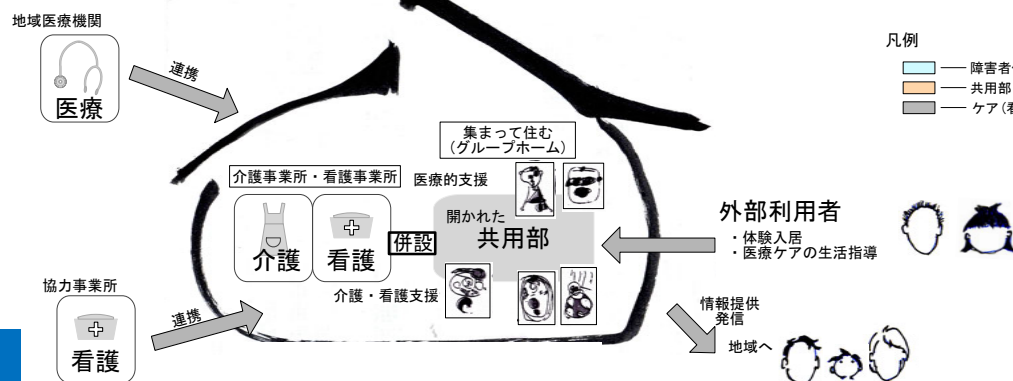 地域医療機関
医療
連携
凡例
障害者
共用部
ケア（看
集まって住む
（グループホーム）
介護事業所・看護事業所
医療的支援
介護
看護
併設
開かれた
共用部
介護・看護支援
外部利用者
・体験入居
・医療ケアの生活指導
協力事業所
看護
連携
情報提供
発信
地域へ